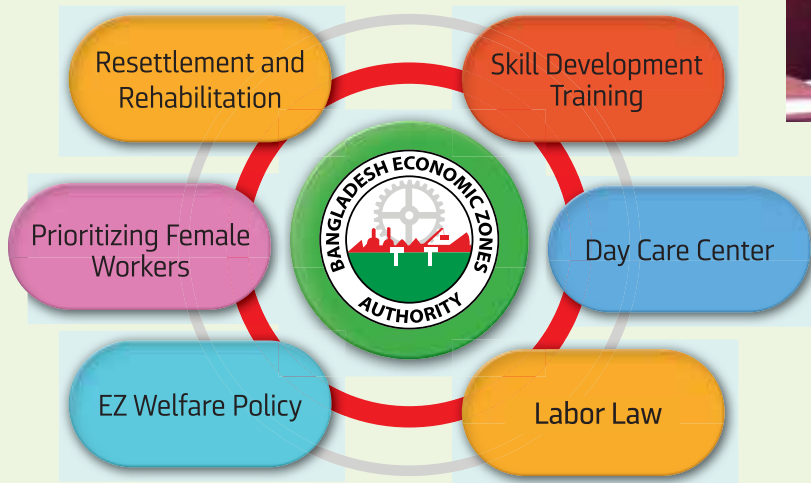 Resettlement and
Rehabilitation
Skill Development
Training
Prioritizing Female
Workers
BANGLADESH ECONOMIC ZONES
AUTHORITY
Day Care Center
EZ Welfare Policy
Labor Law